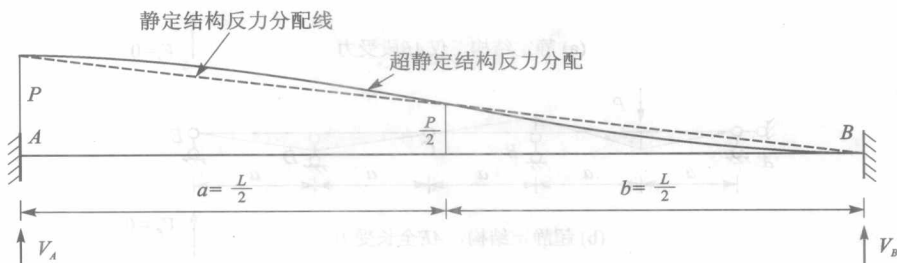 静定结构反力分配线
超静定结构反力分配
P
A
P/2
B
a = L/2
b = L/2
V_A
V_B